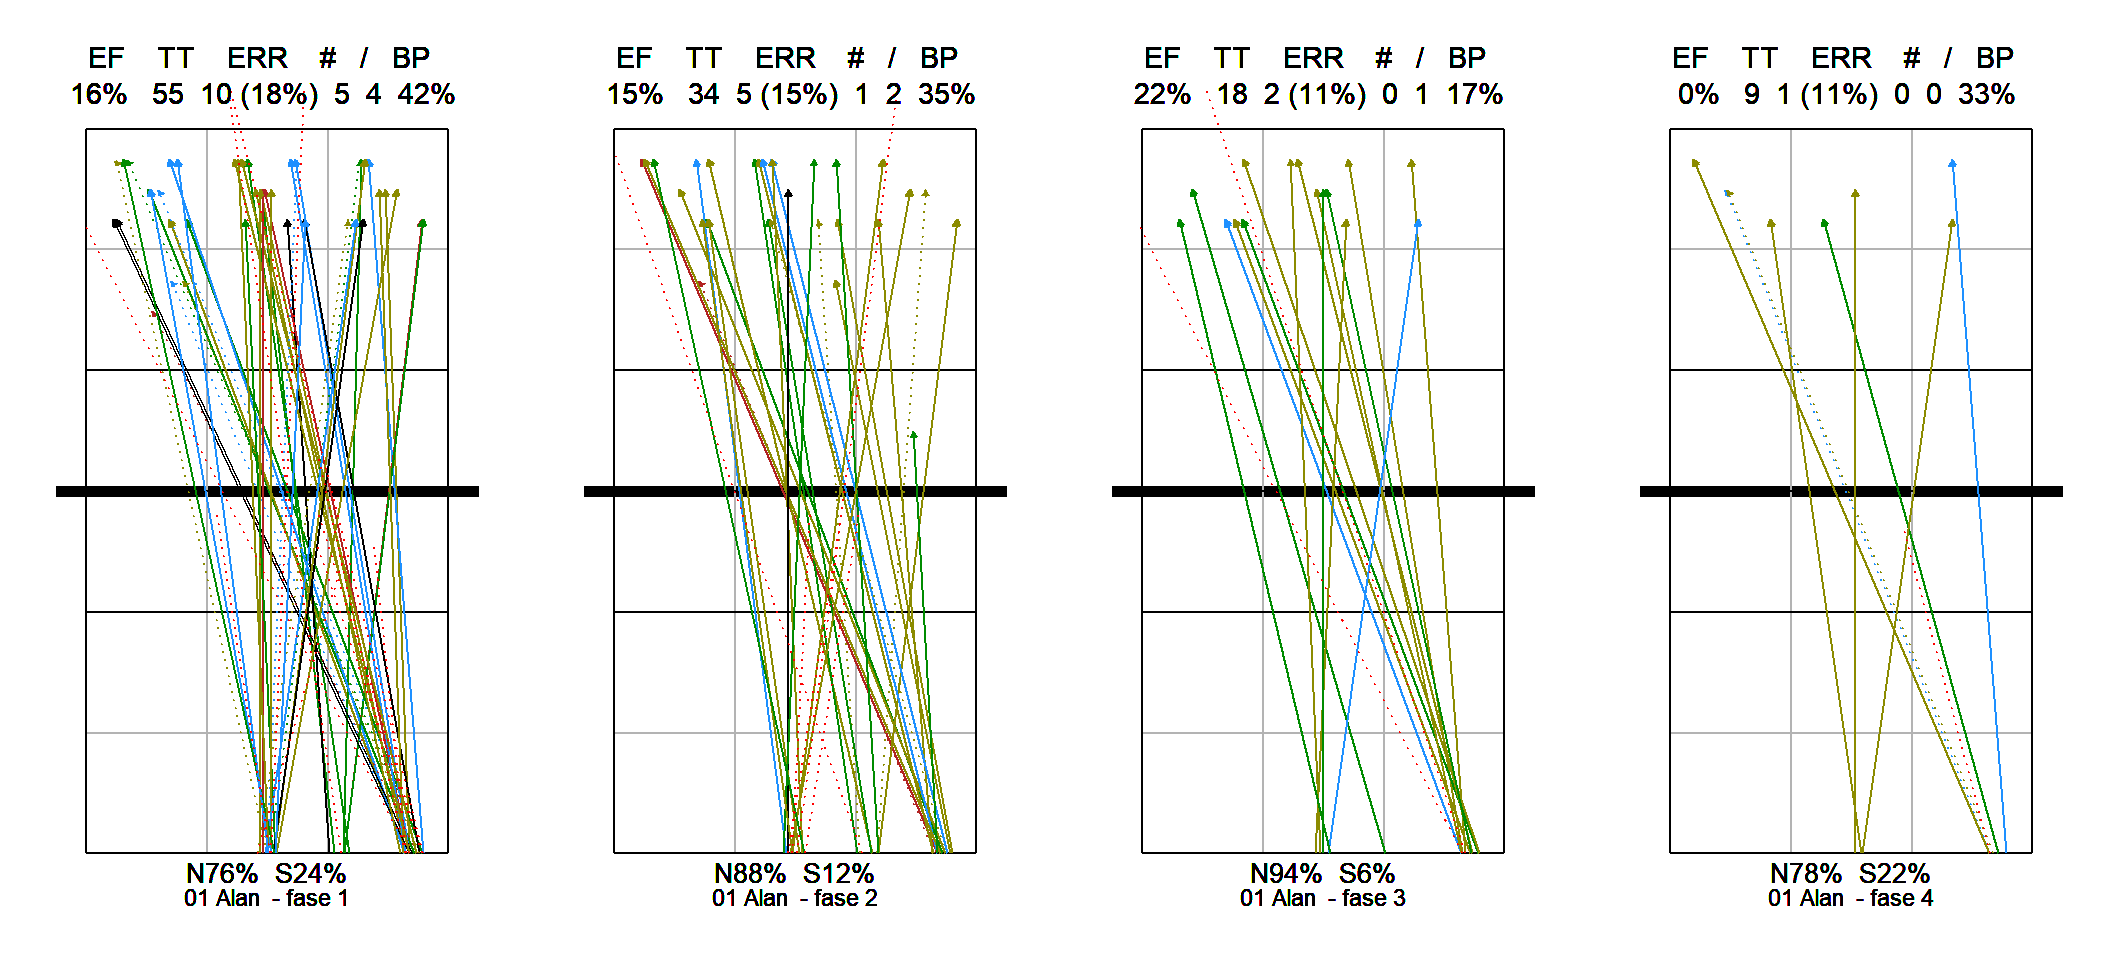 EF TT ERR # / BP
16% 55 10 (18%) 5 4 42%
N76% S24%
01 Alan - fase 1
EF TT ERR # / BP
15% 34 5 (15%) 1 2 35%
N88% S12%
01 Alan - fase 2
EF TT ERR # / BP
22% 18 2 (11%) 0 1 17%
N94% S6%
01 Alan - fase 3
EF TT ERR # / BP
0% 9 1 (11%) 0 0 33%
N78% S22%
01 Alan - fase 4